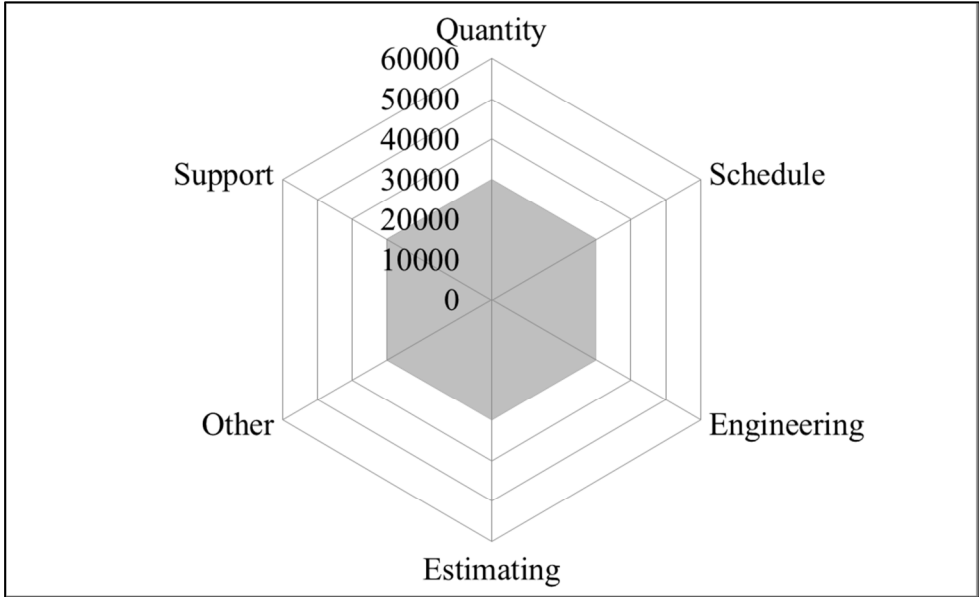 Quantity
60000
50000
40000
Support
Schedule
30000
20000
10000
0
Other
Engineering
Estimating